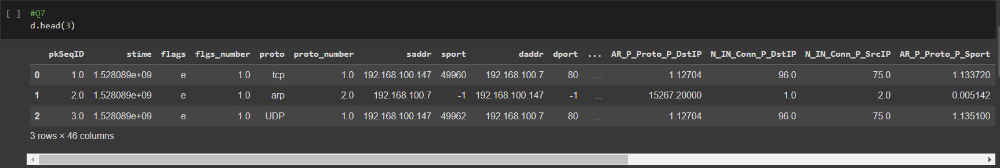 [ ] #Q7
d.head(3)
pkSeqID stime flags flgs_number proto proto_number saddr sport daddr dport ... AR_P_Proto_P_DstIP N_IN_Conn_P_DstIP N_IN_Conn_P_SrcIP AR_P_Proto_P_Sport
0 1.0 1.528089e+09 e 1.0 tcp 1.0 192.168.100.147 49960 192.168.100.7 80 ... 1.12704 96.0 75.0 1.133720
1 2.0 1.528089e+09 e 1.0 arp 2.0 192.168.100.7 -1 192.168.100.147 -1 ... 15267.20000 1.0 2.0 0.005142
2 3.0 1.528089e+09 e 1.0 UDP 1.0 192.168.100.147 49962 192.168.100.7 80 ... 1.12704 96.0 75.0 1.135100
3 rows × 46 columns